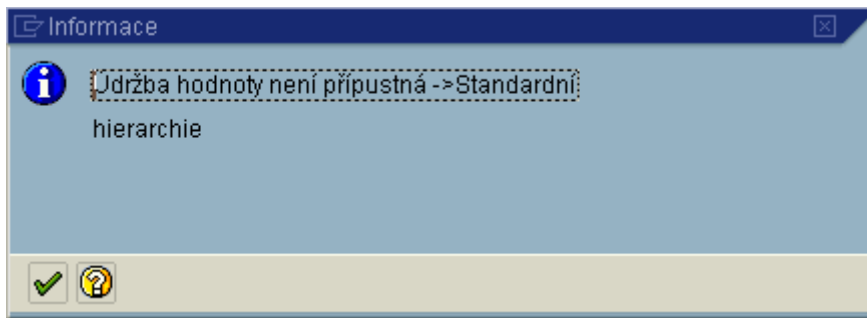 Informace
Údržba hodnoty není přípustná ->Standardní
hierarchie